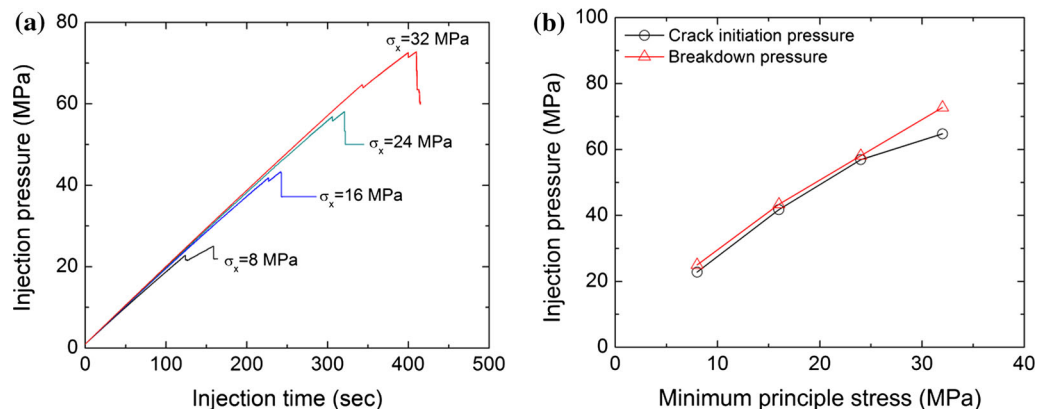 (a)
Injection pressure (MPa)
80
60
40
20
0
σx=32 MPa
σx=24 MPa
σx=16 MPa
σx=8 MPa
0 100 200 300 400 500
Injection time (sec)
(b)
Injection pressure (MPa)
100
80
60
40
20
0
Crack initiation pressure
Breakdown pressure
0 10 20 30 40
Minimum principle stress (MPa)